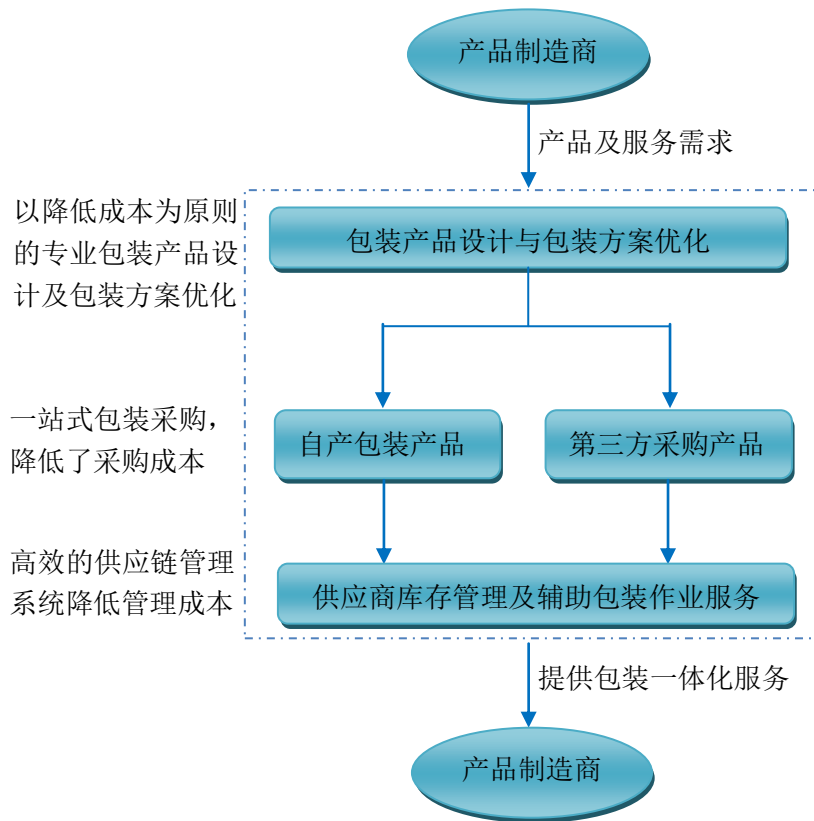 产品制造商
产品及服务需求
以降低成本为原则
的专业包装产品设
计及包装方案优化
包装产品设计与包装方案优化
一站式包装采购，
降低了采购成本
自产包装产品
第三方采购产品
高效的供应链管理
系统降低管理成本
供应商库存管理及辅助包装作业服务
提供包装一体化服务
产品制造商